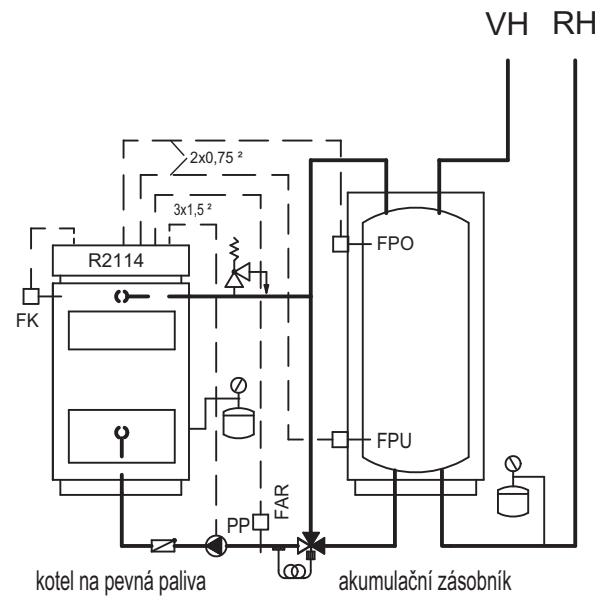 VH RH
2x0,75 ²
3x1,5 ²
R2114
FPO
FK
FPU
FAR
PP
kotel na pevná paliva
akumulační zásobník